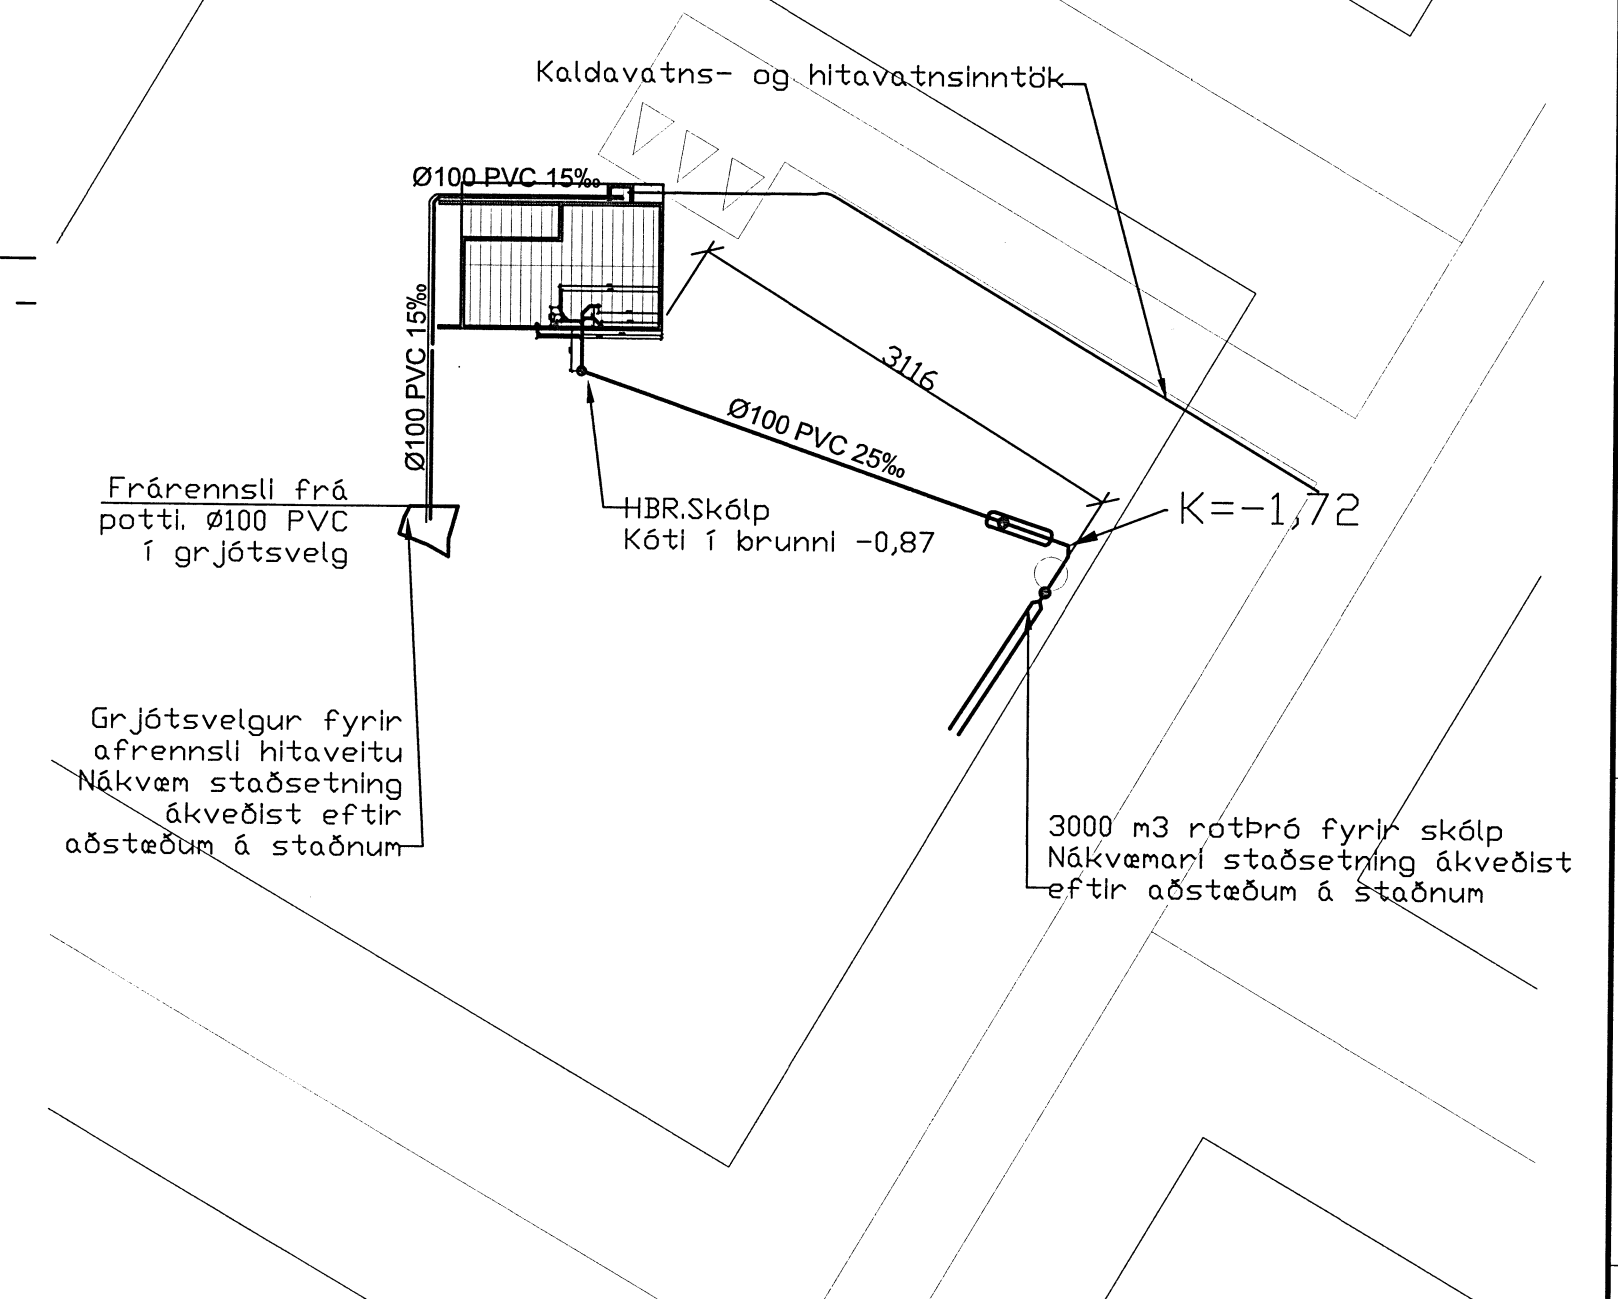 Kaldavatns- og hitavatnsinntök
Ø100 PVC 15‰
Ø100 PVC 15‰
3116
Ø100 PVC 25‰
Frárennsli frá
potti. Ø100 PVC
í grjótsvelg
HBR.Skólp
Kóti í brunni -0,87
K=-1,72
Grjótsvelgur fyrir
afrennsli hitaveitu
Nákvæm staðsetning
ákveðist eftir
aðstæðum á staðnum
3000 m3 rotþró fyrir skólp
Nákvæmari staðsetning ákveðist
eftir aðstæðum á staðnum